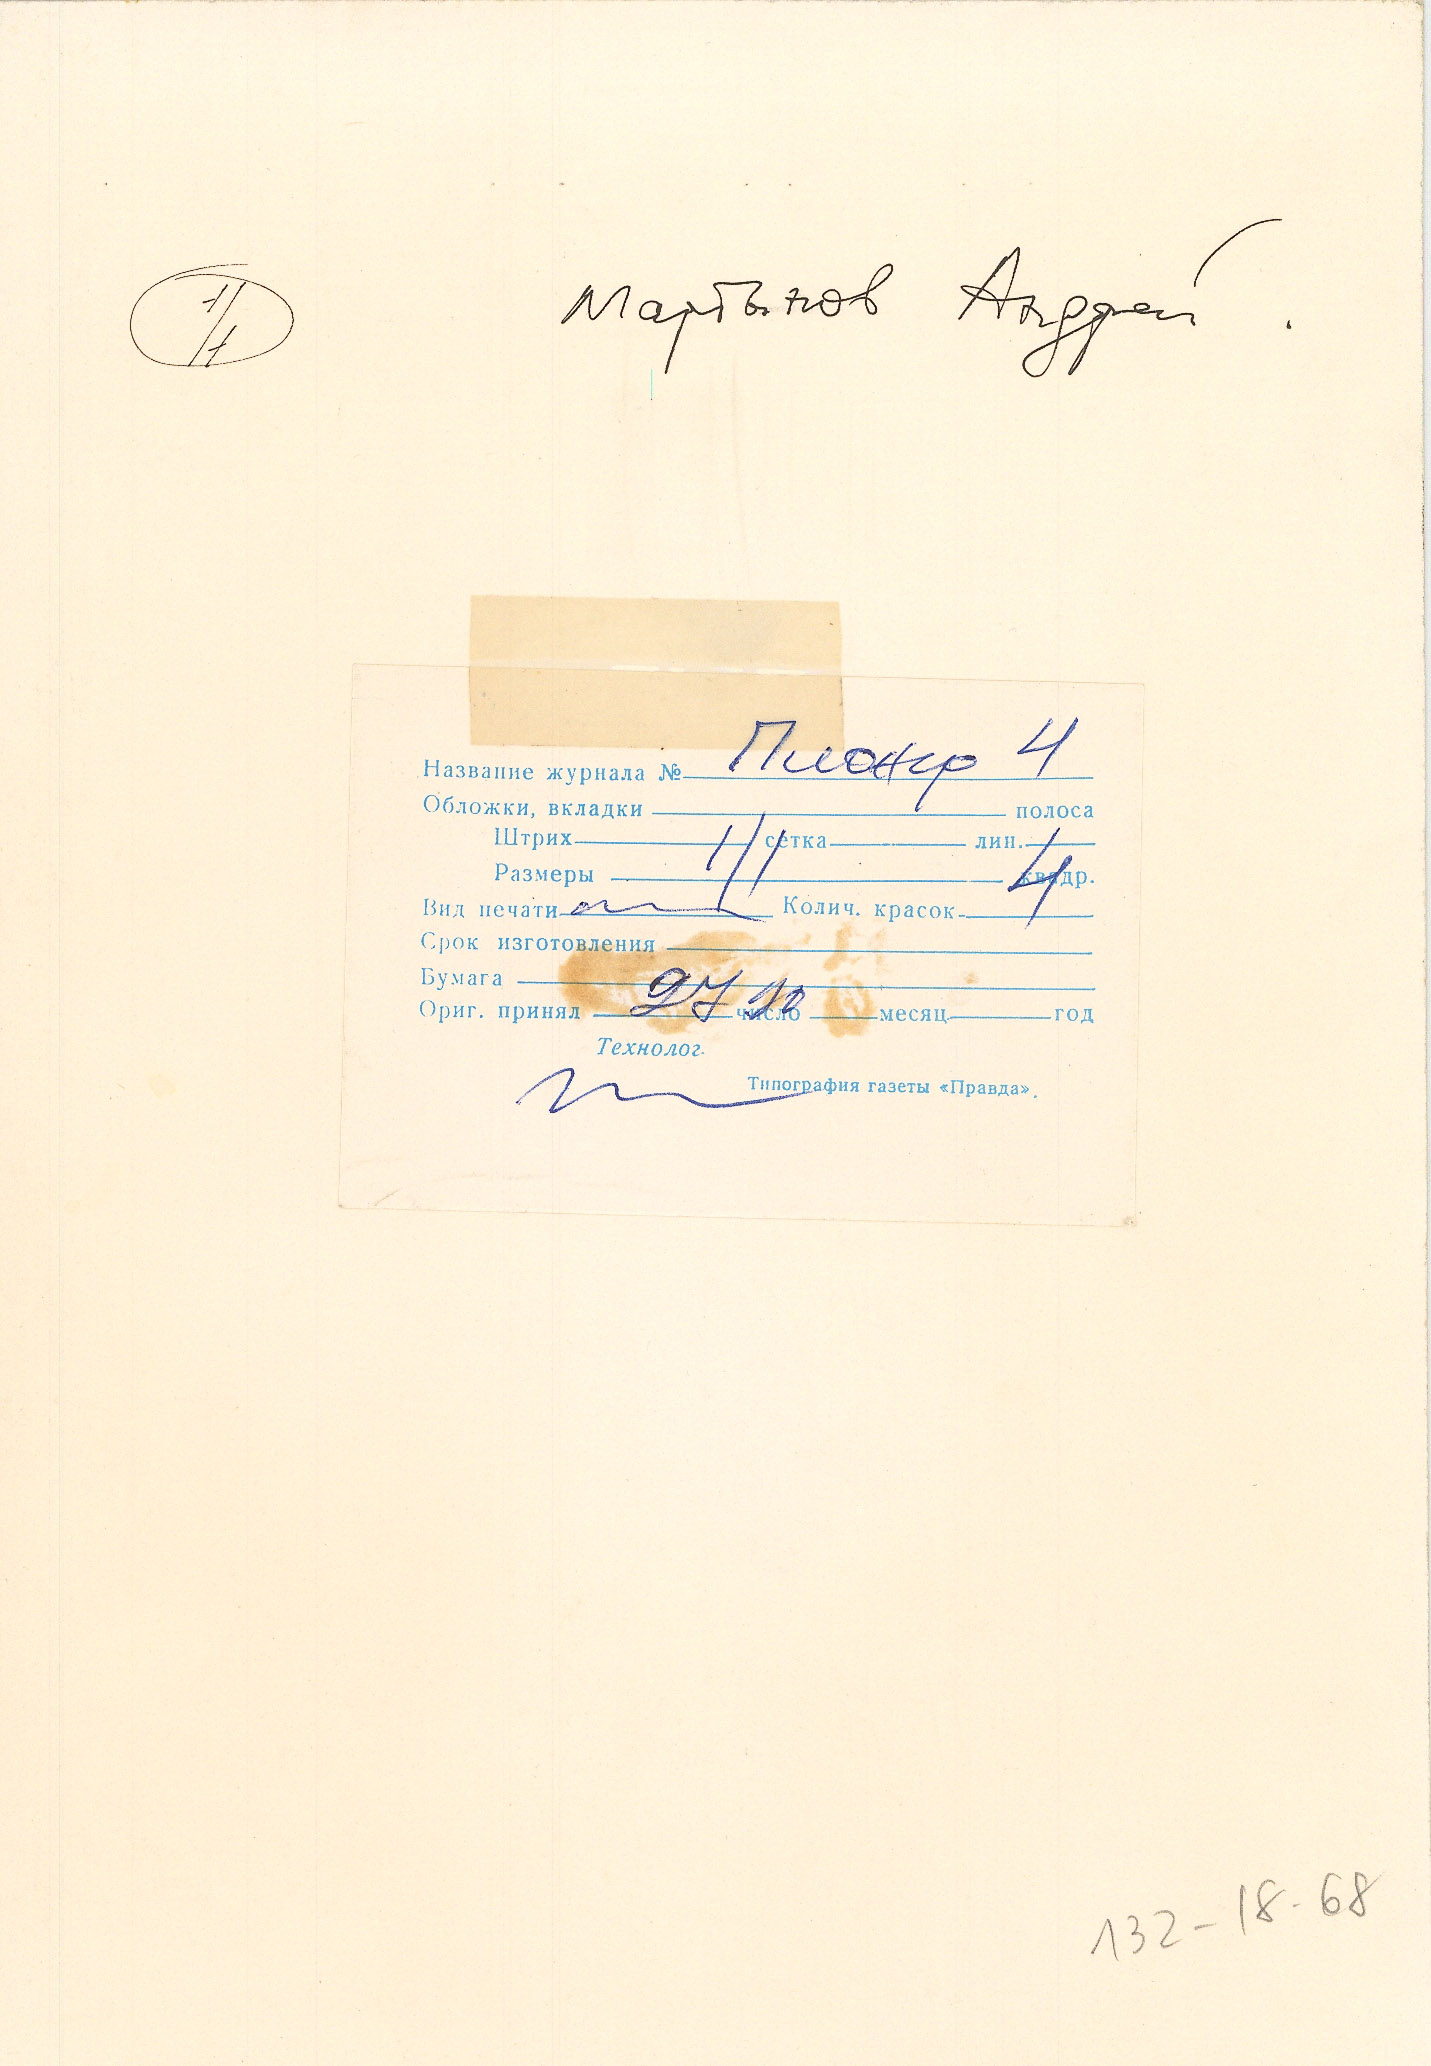 1/1 Мартынов Андрей .
Название журнала № Пионер 4
Обложки, вкладки полоса
Штрих 1/1 сетка лин.
Размеры квадр. 4
Вид печати Колич. красок
Срок изготовления
Бумага
Ориг. принял 27 число 10 месяц год
Технолог
Типография газеты «Правда».
132-18-68